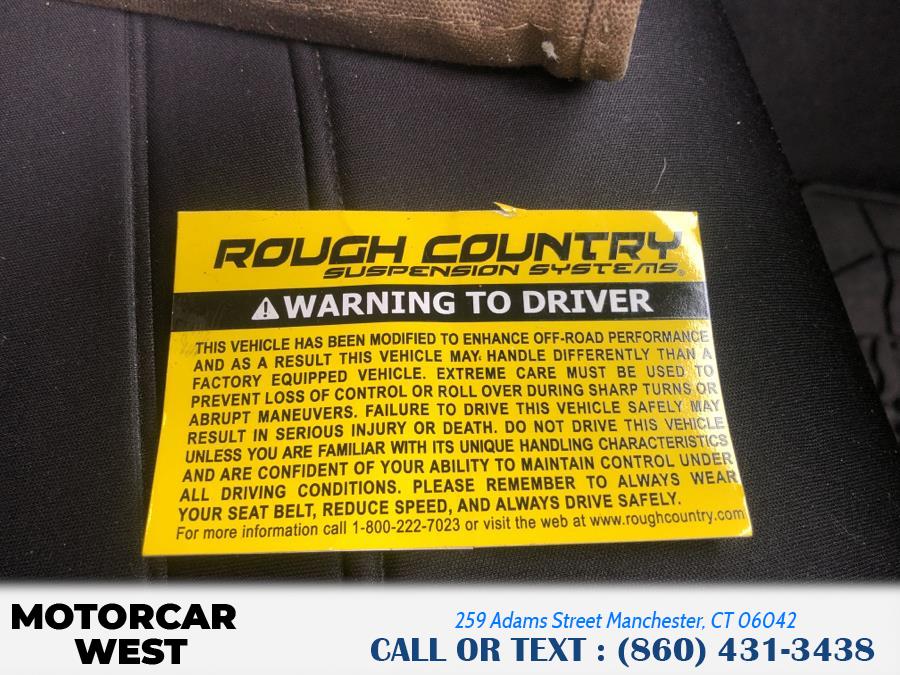 ROUGH COUNTRY
SUSPENSION SYSTEMS®
WARNING TO DRIVER
THIS VEHICLE HAS BEEN MODIFIED TO ENHANCE OFF-ROAD PERFORMANCE
AND AS A RESULT THIS VEHICLE MAY HANDLE DIFFERENTLY THAN A
FACTORY EQUIPPED VEHICLE. EXTREME CARE MUST BE USED TO
PREVENT LOSS OF CONTROL OR ROLL OVER DURING SHARP TURNS OR
ABRUPT MANEUVERS. FAILURE TO DRIVE THIS VEHICLE SAFELY MAY
RESULT IN SERIOUS INJURY OR DEATH. DO NOT DRIVE THIS VEHICLE
UNLESS YOU ARE FAMILIAR WITH ITS UNIQUE HANDLING CHARACTERISTICS
AND ARE CONFIDENT OF YOUR ABILITY TO MAINTAIN CONTROL UNDER
ALL DRIVING CONDITIONS. PLEASE REMEMBER TO ALWAYS WEAR
YOUR SEAT BELT, REDUCE SPEED, AND ALWAYS DRIVE SAFELY.
For more information call 1-800-222-7023 or visit the web at www.roughcountry.com
MOTORCAR
WEST
259 Adams Street Manchester, CT 06042
CALL OR TEXT : (860) 431-3438